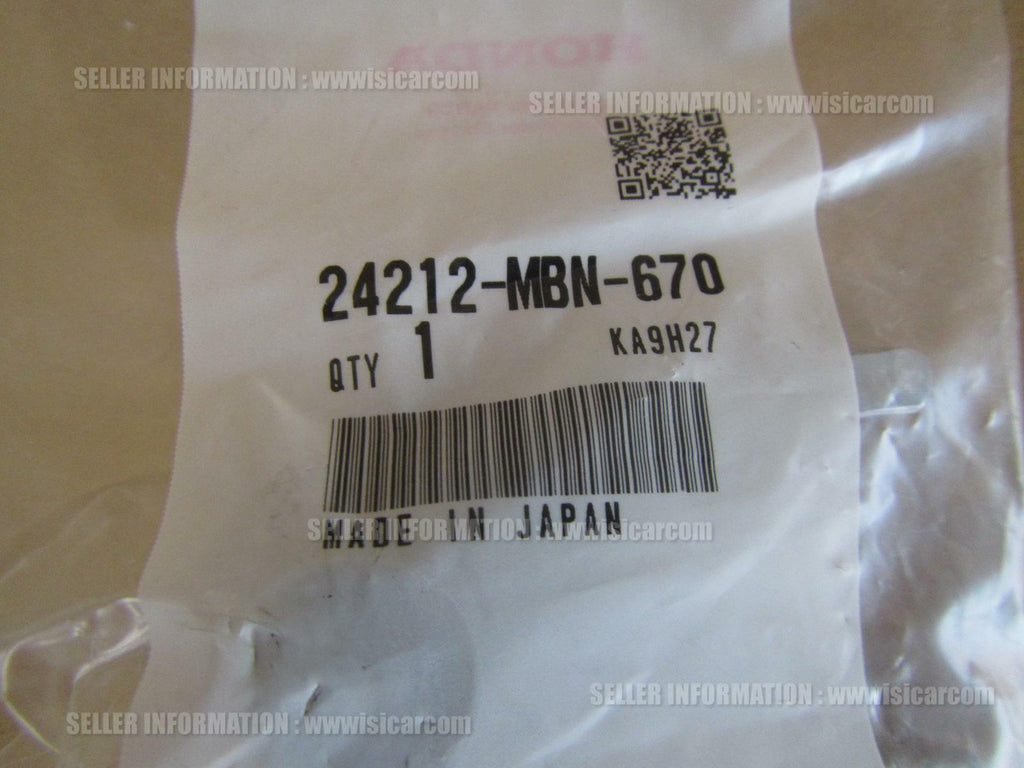 HONDA
SELLER INFORMATION : wwwisicarcom
SELLER INFORMATION : wwwisicarcom
24212-MBN-670
QTY 1 KA9H27
SELLER INFORMATION : wwwisicarcom
MADE IN JAPAN
SELLER INFORMATION : wwwisicarcom
SELLER INFORMATION : wwwisicarcom